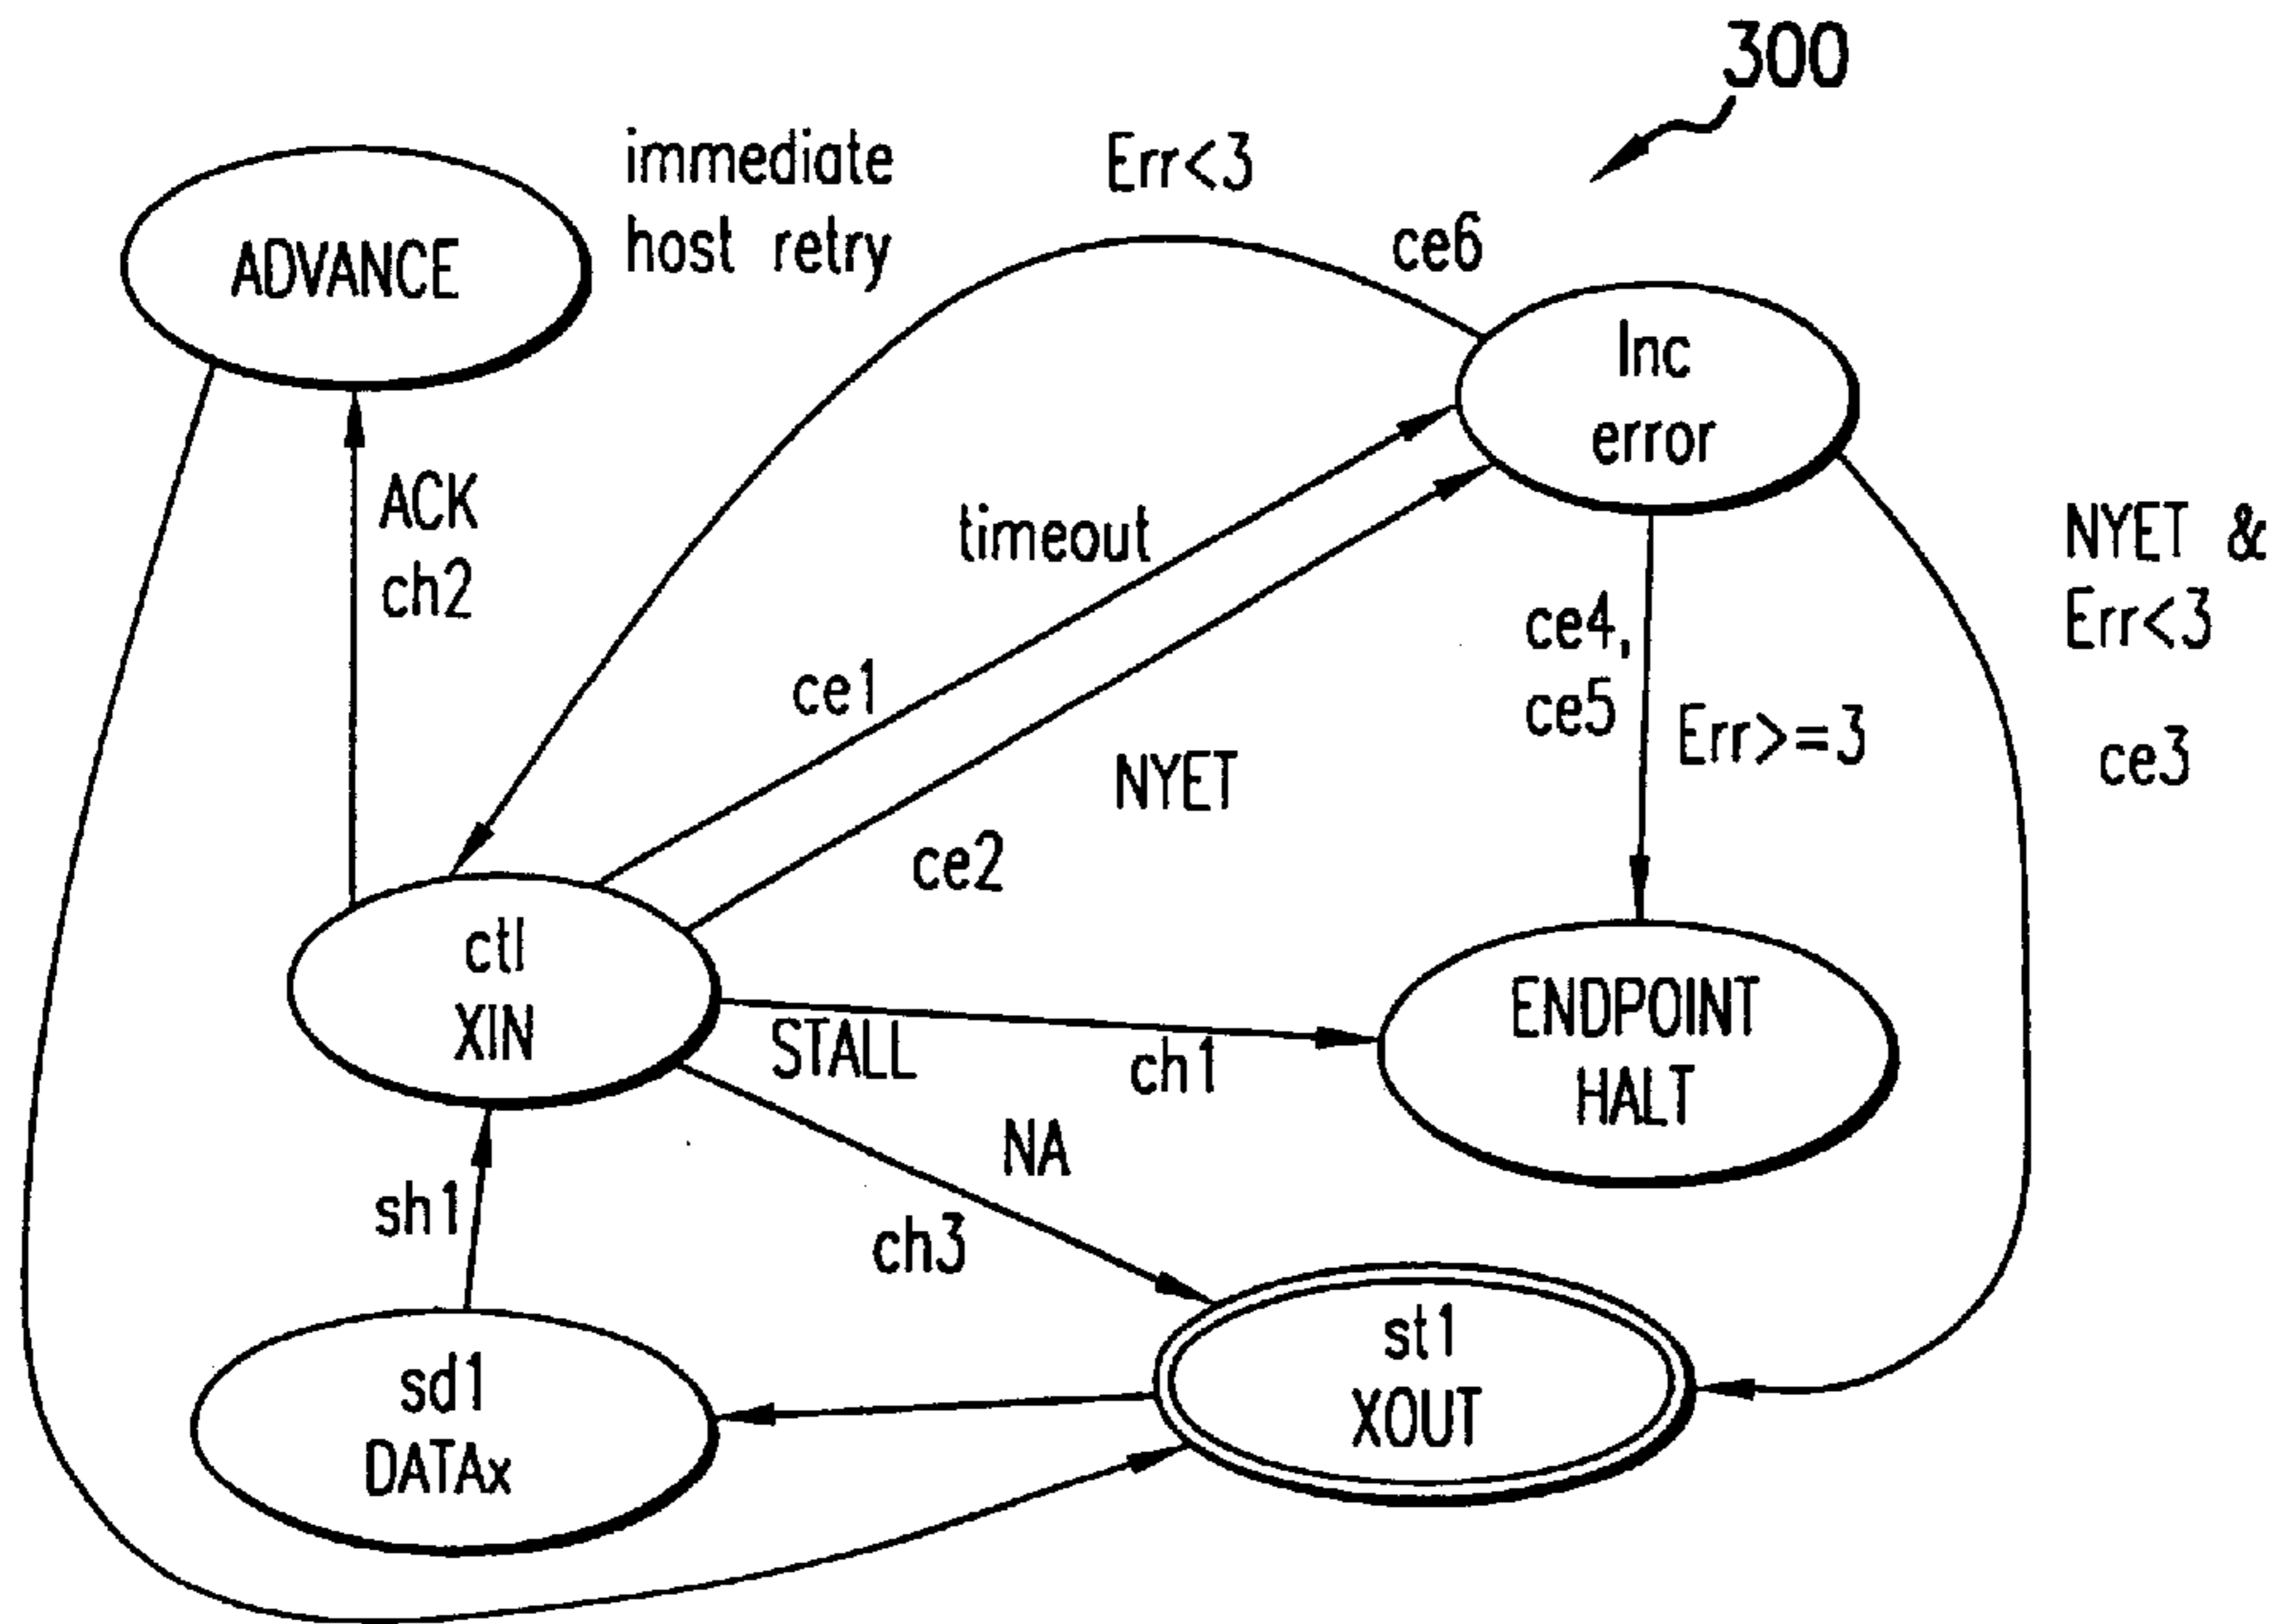 300
immediate
host retry
Err<3
ce6
ADVANCE
Inc
error
ACK
ch2
timeout
ce1
NYET
ce2
ce4,
ce5
Err>=3
NYET &
Err<3
ce3
ctl
XIN
STALL
ch1
ENDPOINT
HALT
NA
ch3
sh1
sd1
DATAx
st1
XOUT